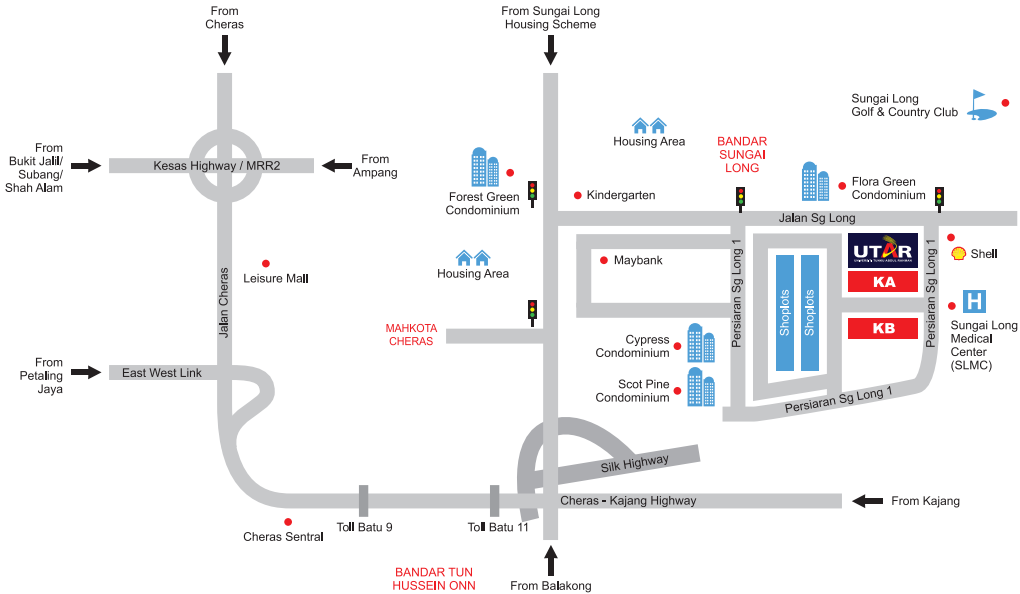 From
Cheras
From Sungai Long
Housing Scheme
Sungai Long
Golf & Country Club
Housing Area
BANDAR
SUNGAI
LONG
From
Bukit Jalil/
Subang/
Shah Alam
Kesas Highway / MRR2
From
Ampang
Forest Green
Condominium
Kindergarten
Flora Green
Condominium
Jalan Sg Long
Leisure Mall
Housing Area
Maybank
Persiaran Sg Long 1
Shoplots
Shoplots
UTAR
UNIVERSITI TUNKU ABDUL RAHMAN
KA
KB
Persiaran Sg Long 1
Shell
H
Sungai Long
Medical
Center
(SLMC)
Jalan Cheras
MAHKOTA
CHERAS
Cypress
Condominium
Scot Pine
Condominium
Persiaran Sg Long 1
From
Petaling
Jaya
East West Link
Silk Highway
Cheras - Kajang Highway
From Kajang
Cheras Sentral
Toll Batu 9
Toll Batu 11
BANDAR TUN
HUSSEIN ONN
From Balakong